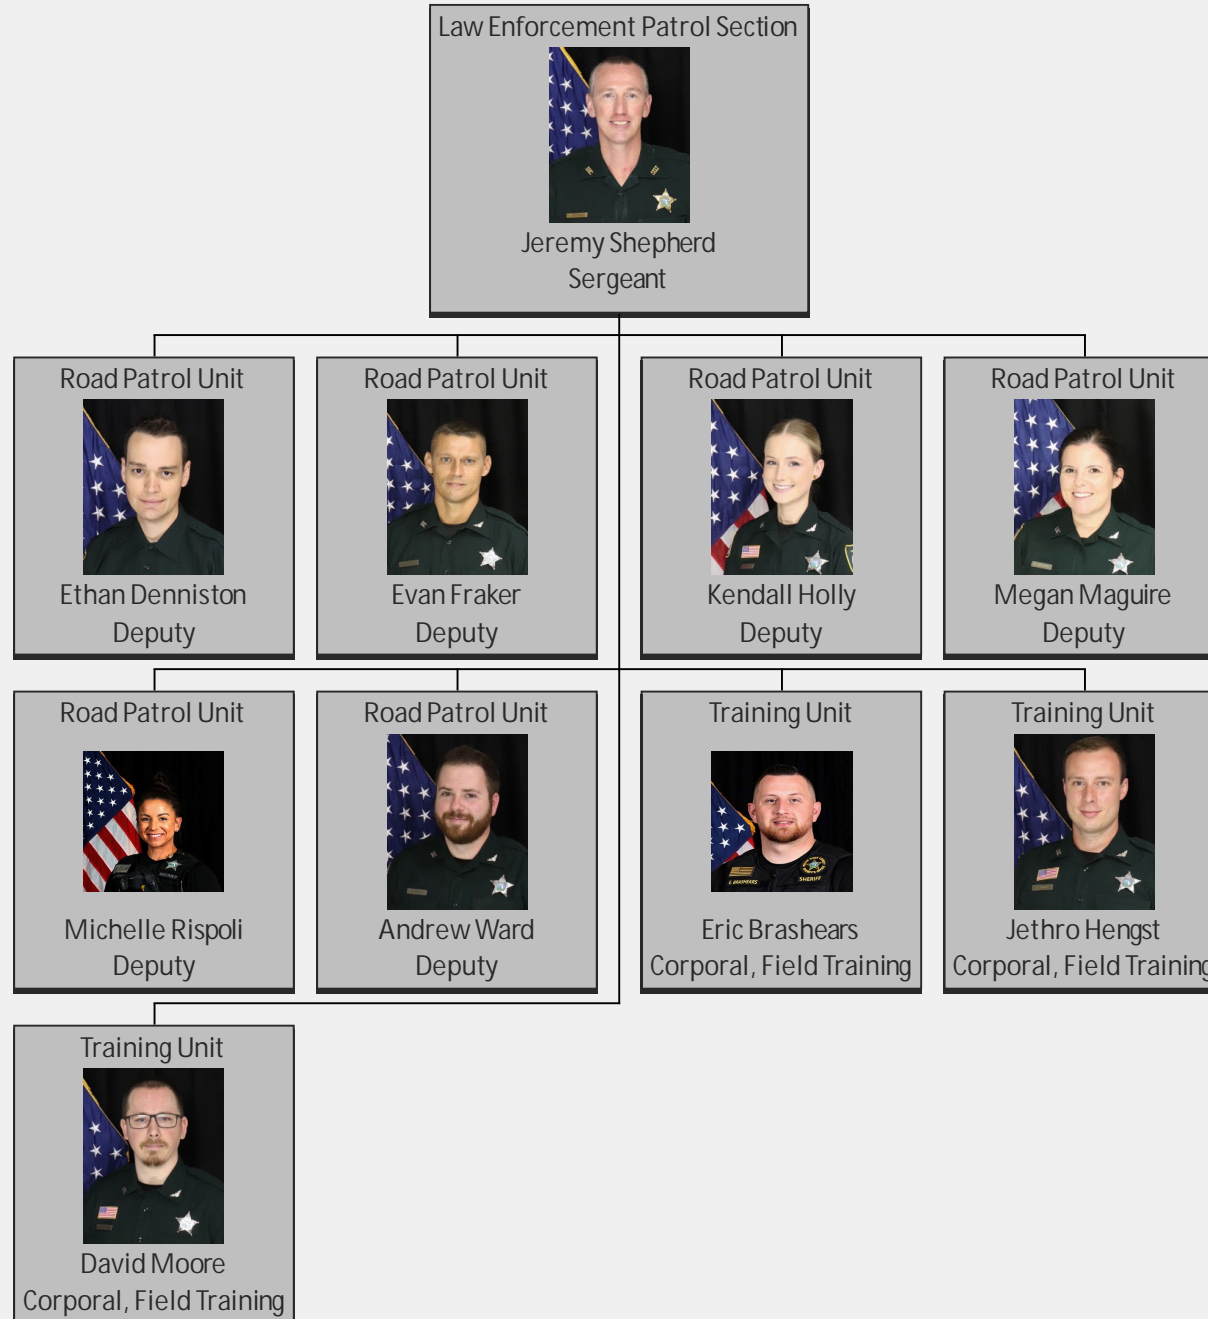 Law Enforcement Patrol Section
Jeremy Shepherd
Sergeant
Road Patrol Unit
Ethan Denniston
Deputy
Road Patrol Unit
Evan Fraker
Deputy
Road Patrol Unit
Kendall Holly
Deputy
Road Patrol Unit
Megan Maguire
Deputy
Road Patrol Unit
Michelle Rispoli
Deputy
Road Patrol Unit
Andrew Ward
Deputy
Training Unit
E. BRASHEARS
SHERIFF
Eric Brashears
Corporal, Field Training
Training Unit
Jethro Hengst
Corporal, Field Training
Training Unit
David Moore
Corporal, Field Training